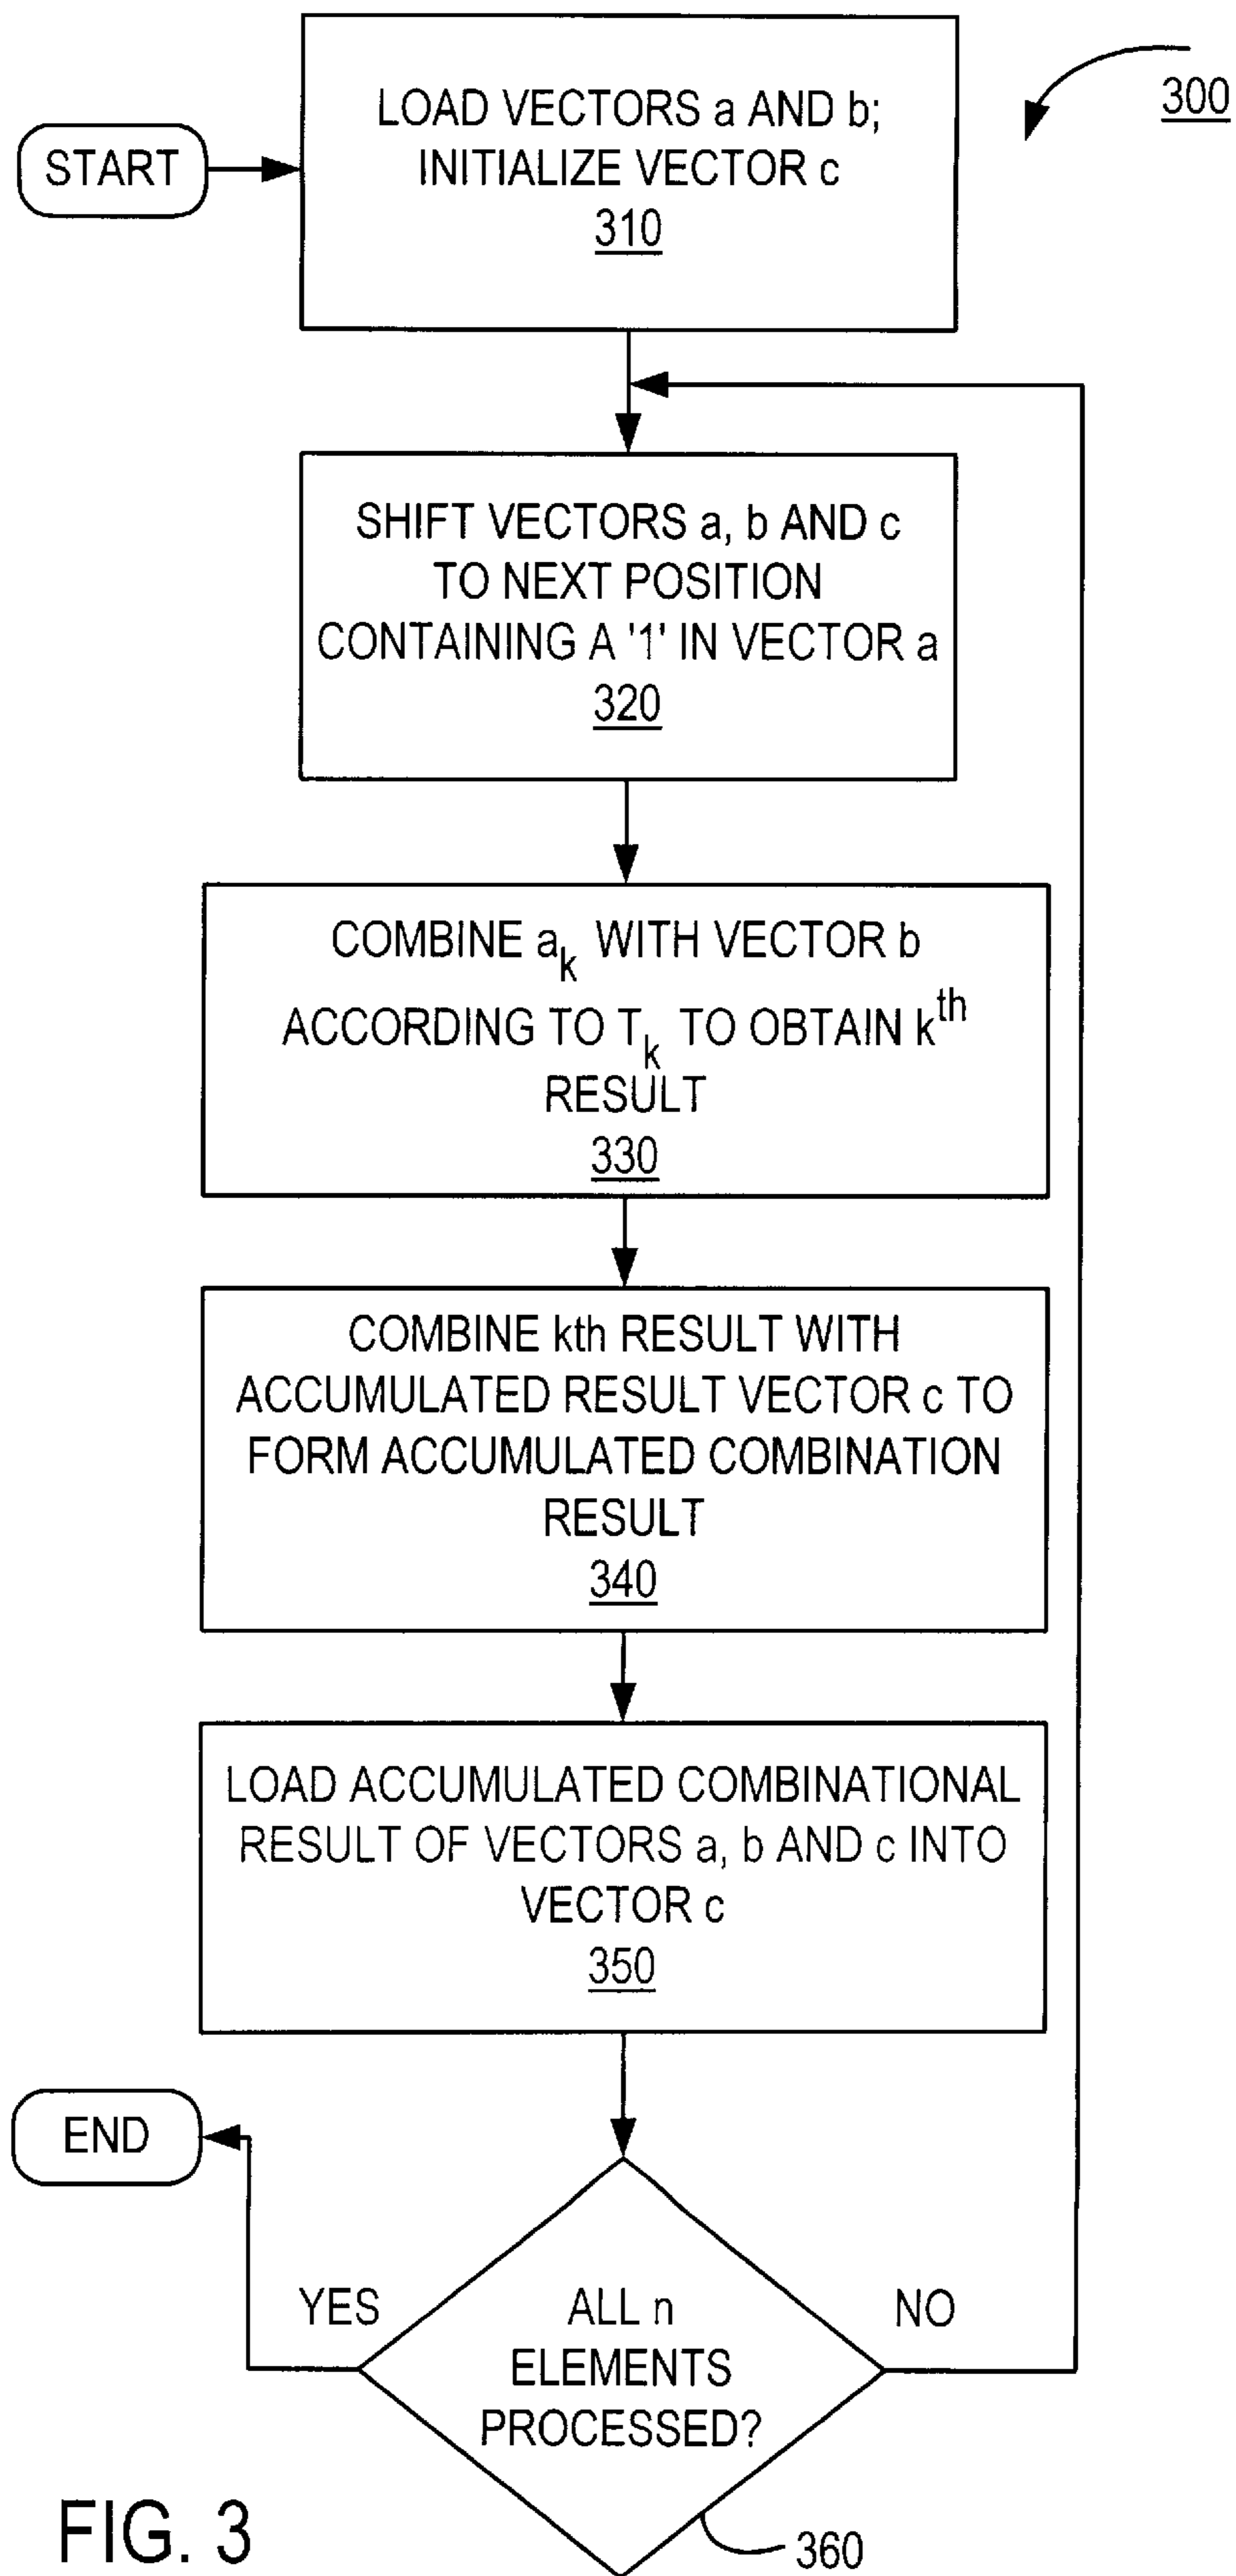 300
START
LOAD VECTORS a AND b;
INITIALIZE VECTOR c
310
SHIFT VECTORS a, b AND c
TO NEXT POSITION
CONTAINING A '1' IN VECTOR a
320
COMBINE a_k WITH VECTOR b
ACCORDING TO T_k TO OBTAIN k^th
RESULT
330
COMBINE kth RESULT WITH
ACCUMULATED RESULT VECTOR c TO
FORM ACCUMULATED COMBINATION
RESULT
340
LOAD ACCUMULATED COMBINATIONAL
RESULT OF VECTORS a, b AND c INTO
VECTOR c
350
END
YES
ALL n
ELEMENTS
PROCESSED?
NO
360
FIG. 3